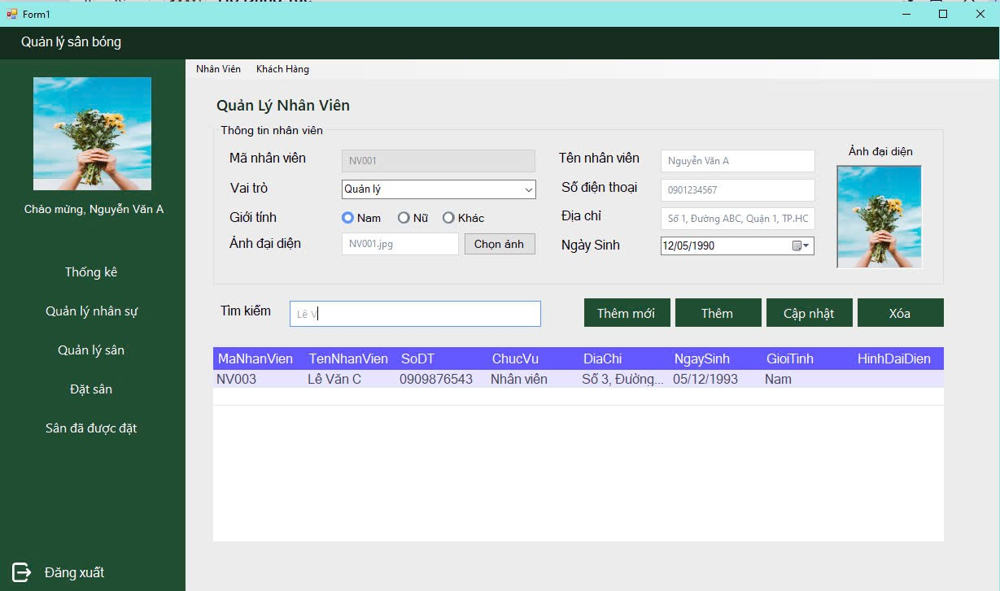 Form1
Quản lý sân bóng
Chào mừng, Nguyễn Văn A
Thống kê
Quản lý nhân sự
Quản lý sân
Đặt sân
Sân đã được đặt
Đăng xuất
Nhân Viên Khách Hàng
Quản Lý Nhân Viên
Thông tin nhân viên
Mã nhân viên NV001 Tên nhân viên Nguyễn Văn A Ảnh đại diện
Vai trò Quản lý Số điện thoại 0901234567
Giới tính Nam Nữ Khác Địa chỉ Số 1, Đường ABC, Quận 1, TP.HC
Ảnh đại diện NV001.jpg Chọn ảnh Ngày Sinh 12/05/1990
Tìm kiếm Lê V Thêm mới Thêm Cập nhật Xóa
MaNhanVien TenNhanVien SoDT ChucVu DiaChi NgaySinh GioiTinh HinhDaiDien
NV003 Lê Văn C 0909876543 Nhân viên Số 3, Đường... 05/12/1993 Nam